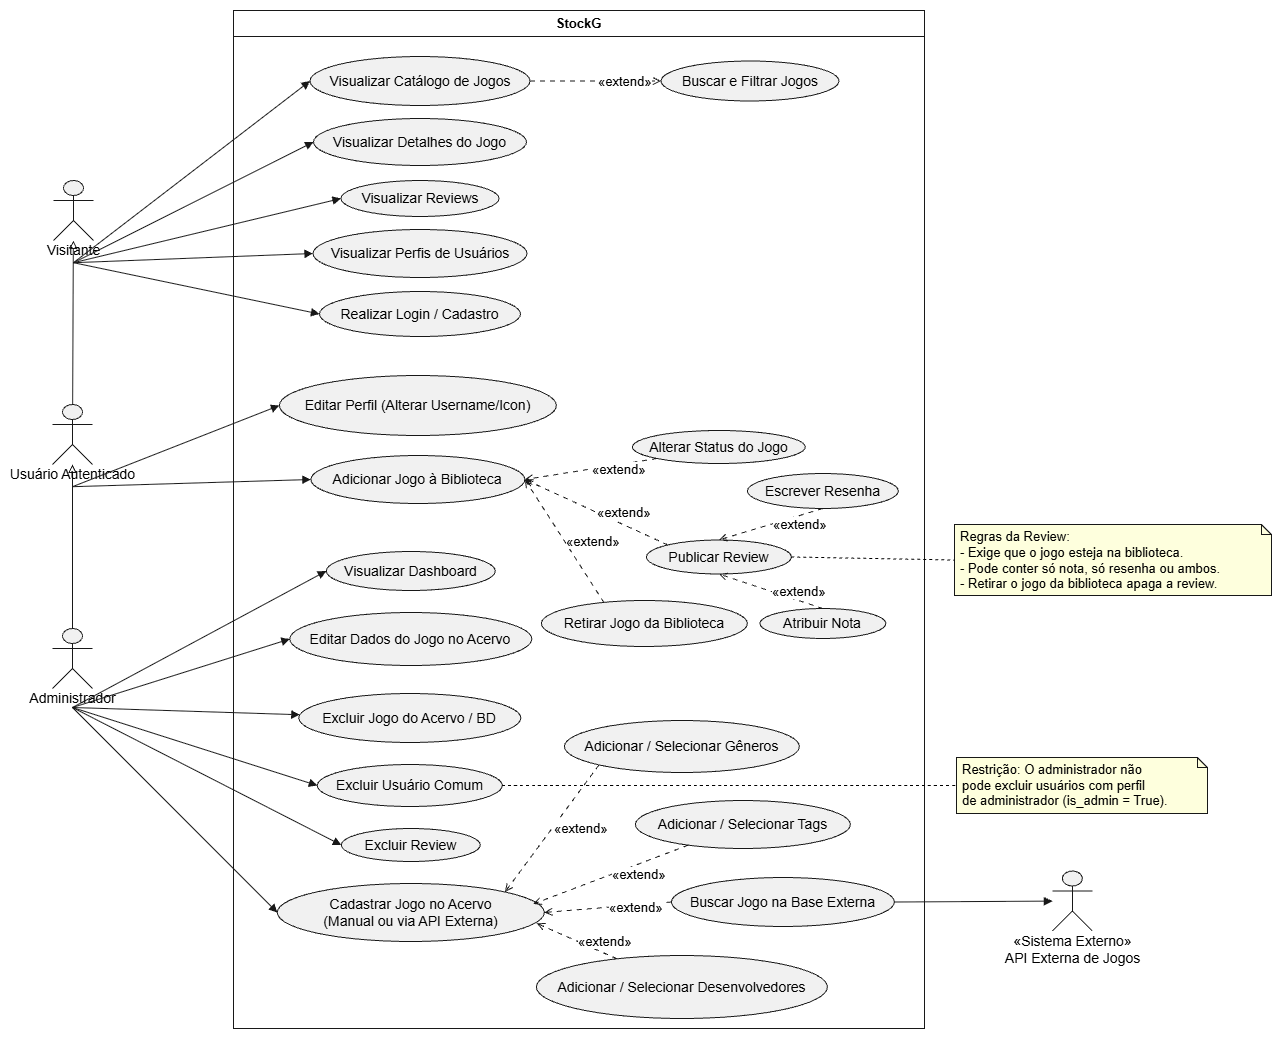 StockG
Visualizar Catálogo de Jogos
«extend»
Buscar e Filtrar Jogos
Visualizar Detalhes do Jogo
Visualizar Reviews
Visitante
Visualizar Perfis de Usuários
Realizar Login / Cadastro
Editar Perfil (Alterar Username/Icon)
Alterar Status do Jogo
«extend»
Usuário Autenticado
Adicionar Jogo à Biblioteca
Escrever Resenha
«extend»
«extend»
«extend»
Publicar Review
Regras da Review:
- Exige que o jogo esteja na biblioteca.
- Pode conter só nota, só resenha ou ambos.
- Retirar o jogo da biblioteca apaga a review.
Visualizar Dashboard
«extend»
Retirar Jogo da Biblioteca
Atribuir Nota
Editar Dados do Jogo no Acervo
Administrador
Excluir Jogo do Acervo / BD
Adicionar / Selecionar Gêneros
Excluir Usuário Comum
Restrição: O administrador não
pode excluir usuários com perfil
de administrador (is_admin = True).
«extend»
Adicionar / Selecionar Tags
Excluir Review
«extend»
Cadastrar Jogo no Acervo
(Manual ou via API Externa)
«extend»
Buscar Jogo na Base Externa
«extend»
«Sistema Externo»
API Externa de Jogos
Adicionar / Selecionar Desenvolvedores